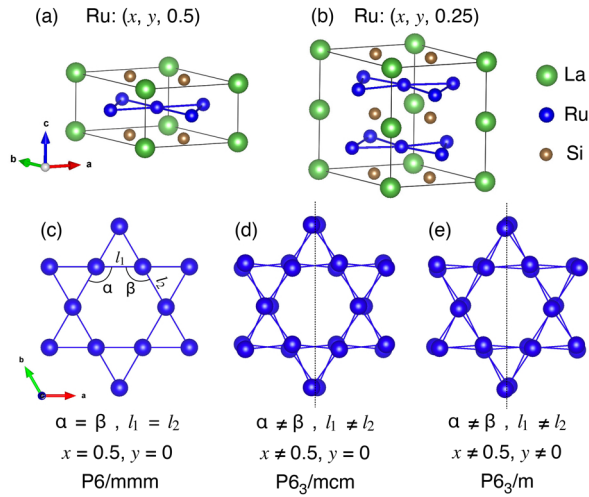 (a) Ru: (x, y, 0.5)
(b) Ru: (x, y, 0.25)
La
Ru
Si
c
b
a
(c)
(d)
(e)
l₁
α
β
l₂
b
a
α = β , l₁ = l₂
x = 0.5, y = 0
P6/mmm
α ≠ β , l₁ ≠ l₂
x ≠ 0.5, y = 0
P6₃/mcm
α ≠ β , l₁ ≠ l₂
x ≠ 0.5, y ≠ 0
P6₃/m